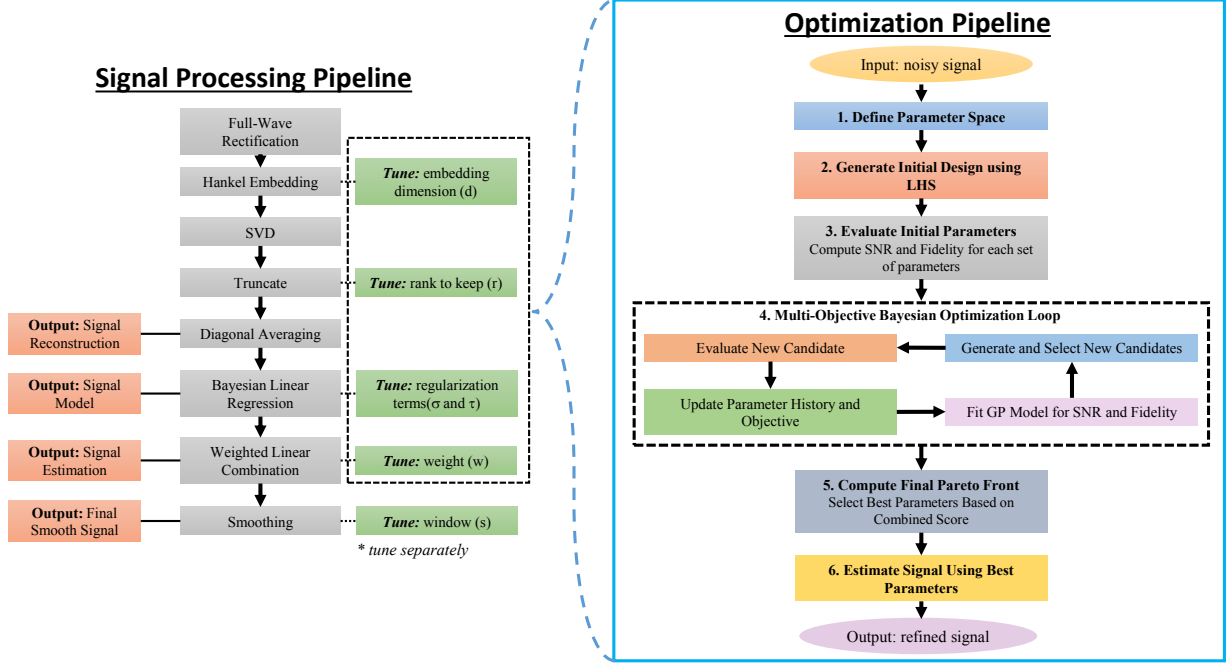 Signal Processing Pipeline
Full-Wave
Rectification
Hankel Embedding
Tune: embedding
dimension (d)
SVD
Truncate
Tune: rank to keep (r)
Output: Signal
Reconstruction
Diagonal Averaging
Output: Signal
Model
Bayesian Linear
Regression
Tune: regularization
terms(σ and τ)
Output: Signal
Estimation
Weighted Linear
Combination
Tune: weight (w)
Output: Final
Smooth Signal
Smoothing
Tune: window (s)
* tune separately
Optimization Pipeline
Input: noisy signal
1. Define Parameter Space
2. Generate Initial Design using
LHS
3. Evaluate Initial Parameters
Compute SNR and Fidelity for each set
of parameters
4. Multi-Objective Bayesian Optimization Loop
Evaluate New Candidate
Generate and Select New Candidates
Update Parameter History and
Objective
Fit GP Model for SNR and Fidelity
5. Compute Final Pareto Front
Select Best Parameters Based on
Combined Score
6. Estimate Signal Using Best
Parameters
Output: refined signal